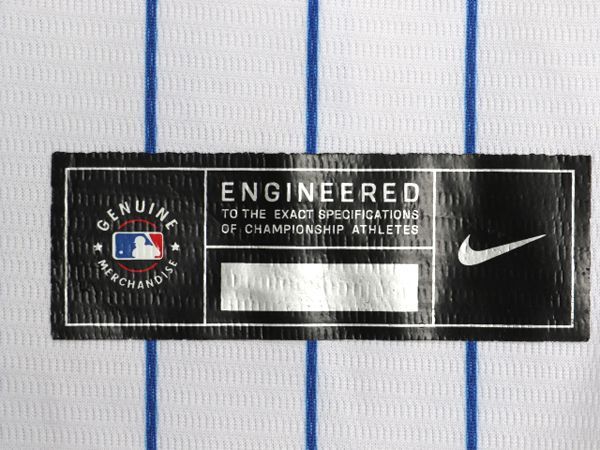 GENUINE
MERCHANDISE
ENGINEERED
TO THE EXACT SPECIFICATIONS
OF CHAMPIONSHIP ATHLETES